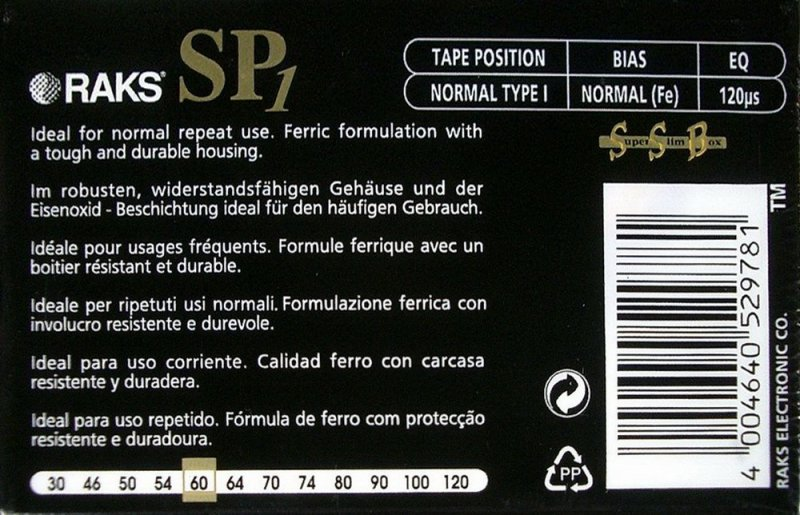 RAKS SP1
TAPE POSITION BIAS EQ
NORMAL TYPE I NORMAL (Fe) 120µs
Super Slim Box
Ideal for normal repeat use. Ferric formulation with
a tough and durable housing.
Im robusten, widerstandsfähigen Gehäuse und der
Eisenoxid - Beschichtung ideal für den häufigen Gebrauch.
Idéale pour usages fréquents. Formule ferrique avec un
boitier résistant et durable.
Ideale per ripetuti usi normali. Formulazione ferrica con
involucro resistente e durevole.
Ideal para uso corriente. Calidad ferro con carcasa
resistente y duradera.
Ideal para uso repetido. Fórmula de ferro com protecção
resistente e duradoura.
30 46 50 54 60 64 70 74 80 90 100 120
PP
4 004640 529781
RAKS ELECTRONIC CO. TM